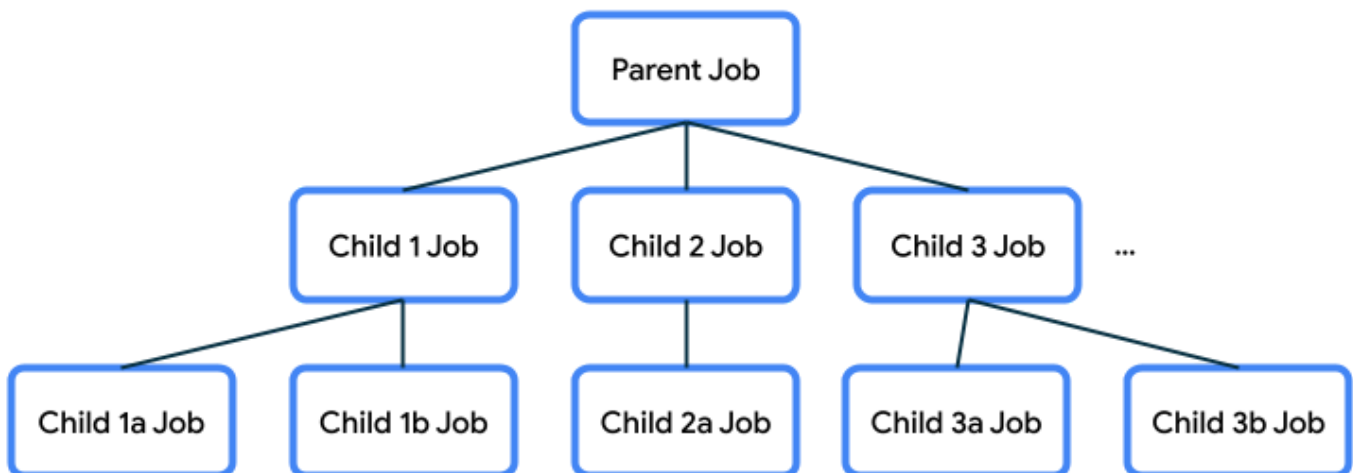 Parent Job
Child 1 Job
Child 2 Job
Child 3 Job
...
Child 1a Job
Child 1b Job
Child 2a Job
Child 3a Job
Child 3b Job